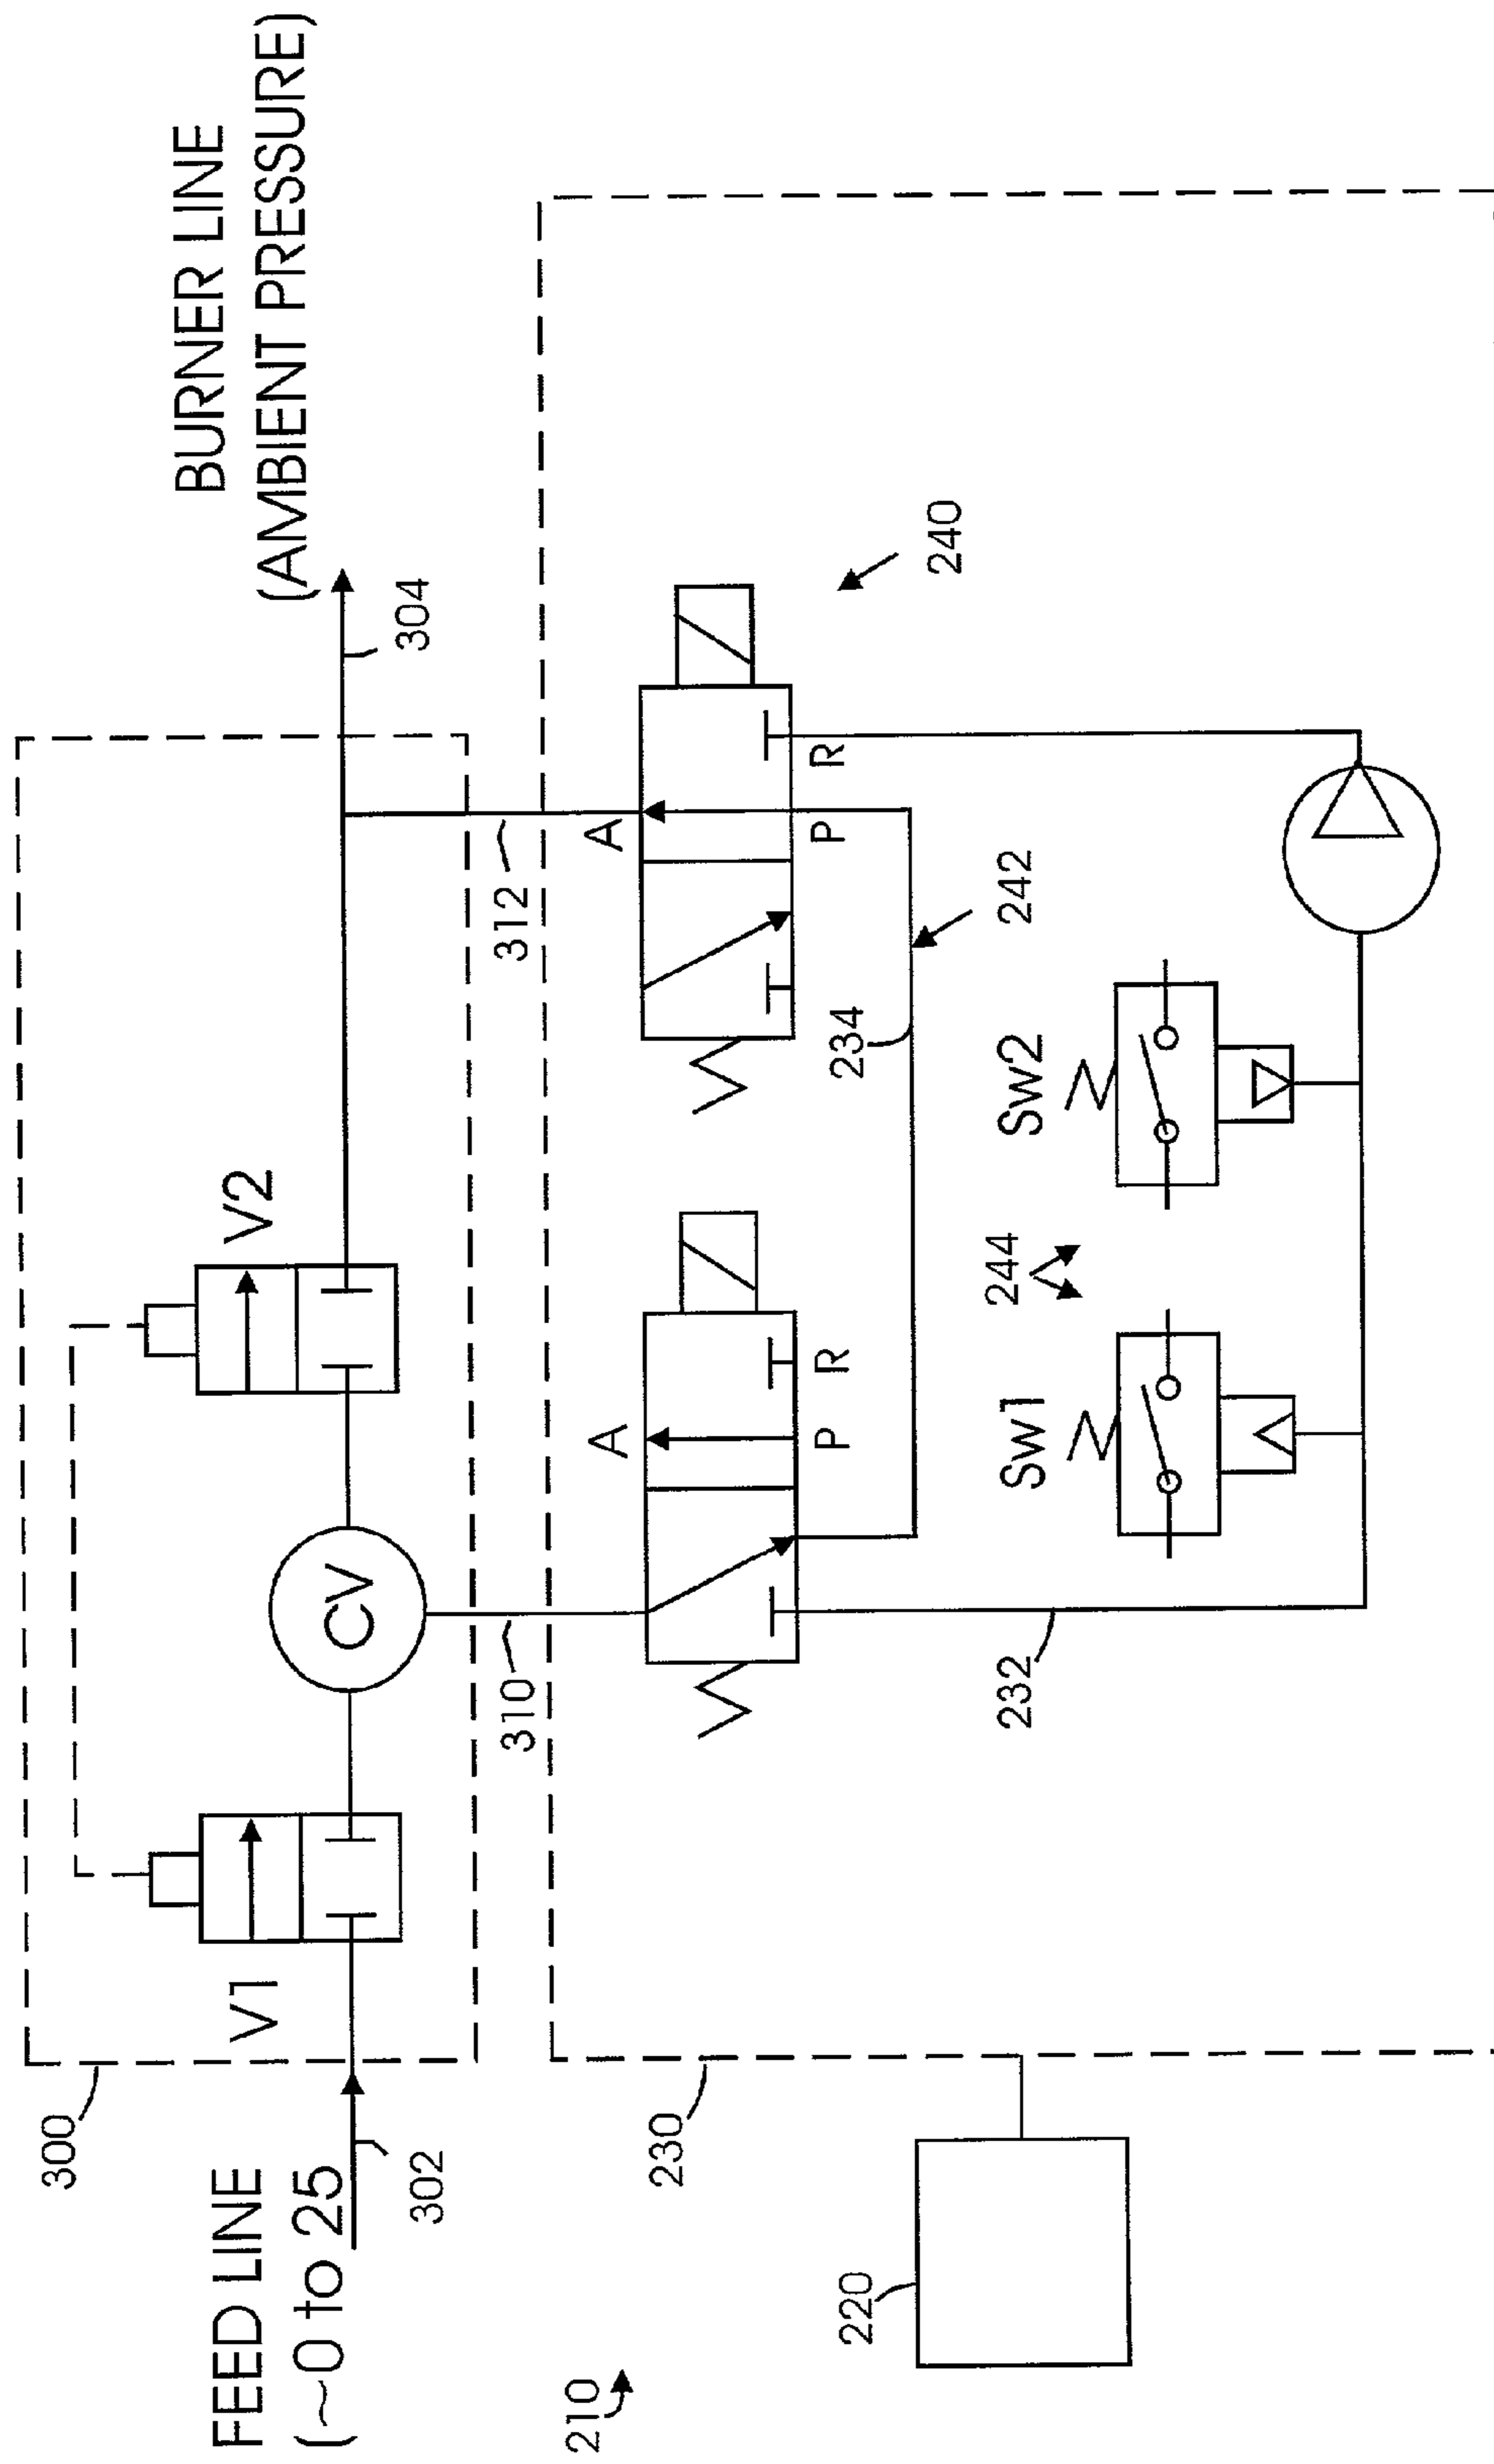 BURNER LINE
(AMBIENT PRESSURE)
FEED LINE
(~0 to 25
300
302
304
V1
V2
CV
310
312
A
P
R
A
P
R
240
242
234
232
Sw1
Sw2
244
230
220
210